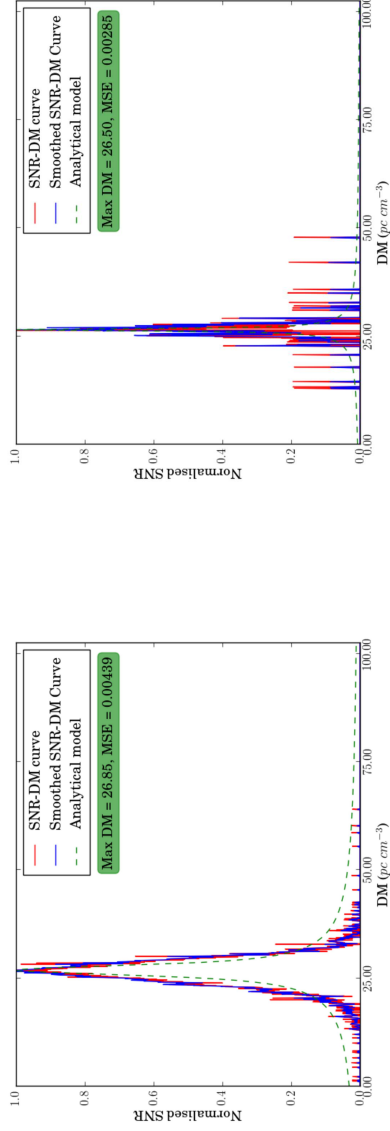 SNR-DM curve
Smoothed SNR-DM Curve
Analytical model
Max DM = 26.85, MSE = 0.00439
Normalised SNR
1.0
0.8
0.6
0.4
0.2
0.0
0.00 25.00 50.00 75.00 100.00
DM (pc cm⁻³)
SNR-DM curve
Smoothed SNR-DM Curve
Analytical model
Max DM = 26.50, MSE = 0.00285
Normalised SNR
1.0
0.8
0.6
0.4
0.2
0.0
0.00 25.00 50.00 75.00 100.00
DM (pc cm⁻³)